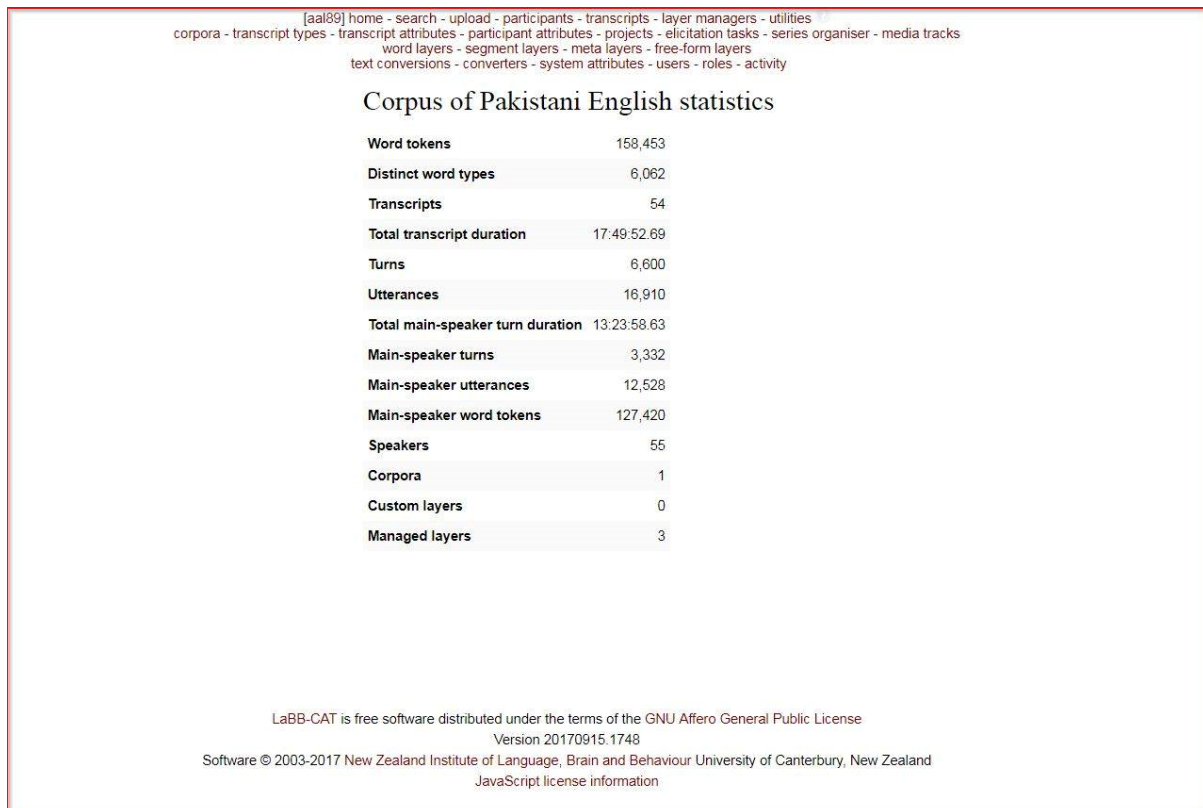 [aal89] home - search - upload - participants - transcripts - layer managers - utilities
corpora - transcript types - transcript attributes - participant attributes - projects - elicitation tasks - series organiser - media tracks
word layers - segment layers - meta layers - free-form layers
text conversions - converters - system attributes - users - roles - activity
Corpus of Pakistani English statistics
Word tokens 158,453
Distinct word types 6,062
Transcripts 54
Total transcript duration 17:49:52.69
Turns 6,600
Utterances 16,910
Total main-speaker turn duration 13:23:58.63
Main-speaker turns 3,332
Main-speaker utterances 12,528
Main-speaker word tokens 127,420
Speakers 55
Corpora 1
Custom layers 0
Managed layers 3
LaBB-CAT is free software distributed under the terms of the GNU Affero General Public License
Version 20170915.1748
Software © 2003-2017 New Zealand Institute of Language, Brain and Behaviour University of Canterbury, New Zealand
JavaScript license information